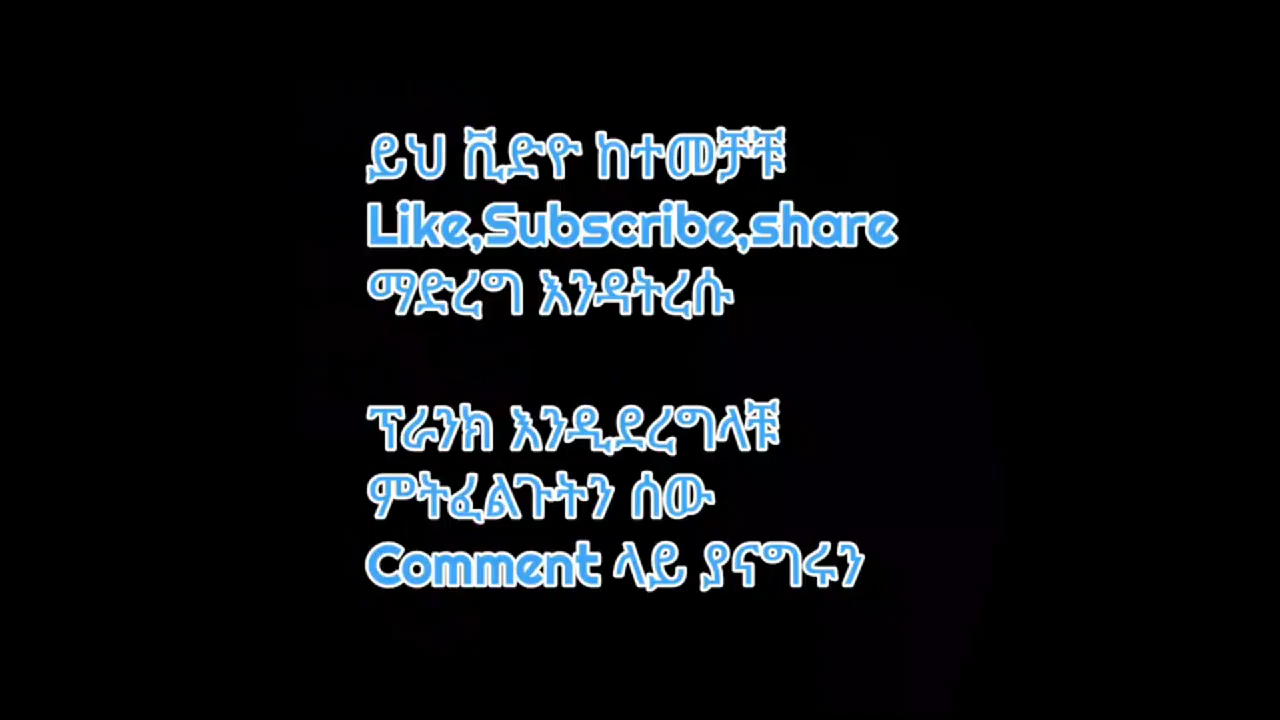 ይህ ቪድዮ ከተመቻቹ
Like,Subscribe,share
ማድረግ እንዳትረሱ
ፕራንክ እንዲደረግላቹ
ምትፈልጉትን ሰው
Comment ላይ ያናግሩን